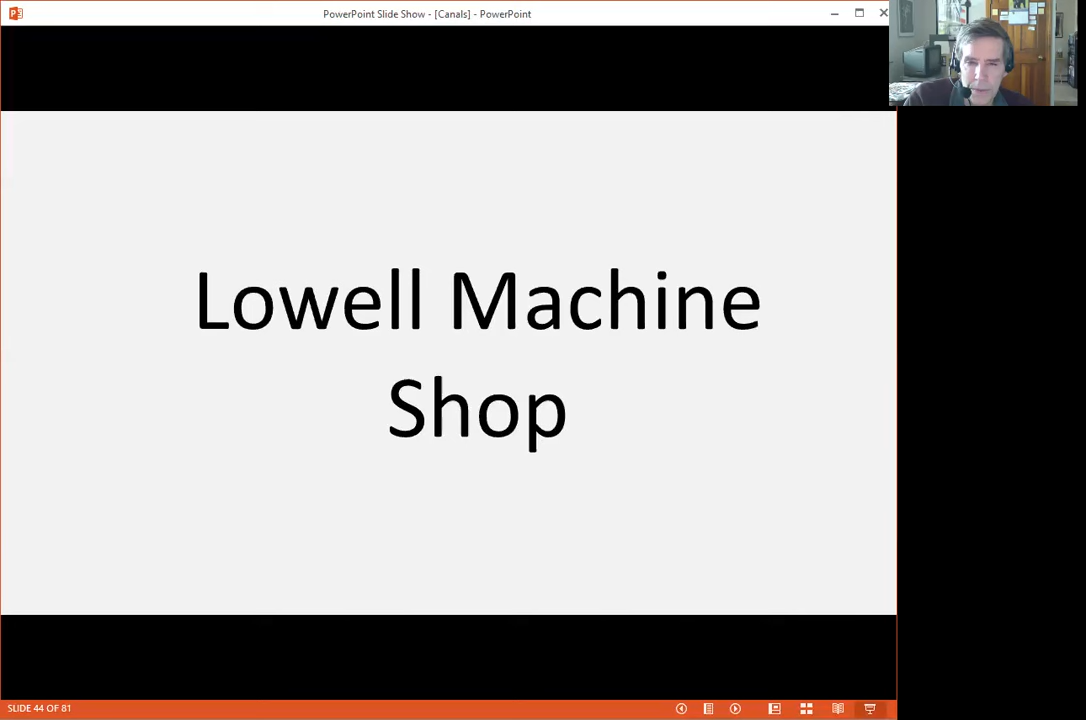 PowerPoint Slide Show - [Canals] - PowerPoint
Lowell Machine
Shop
SLIDE 44 OF 81